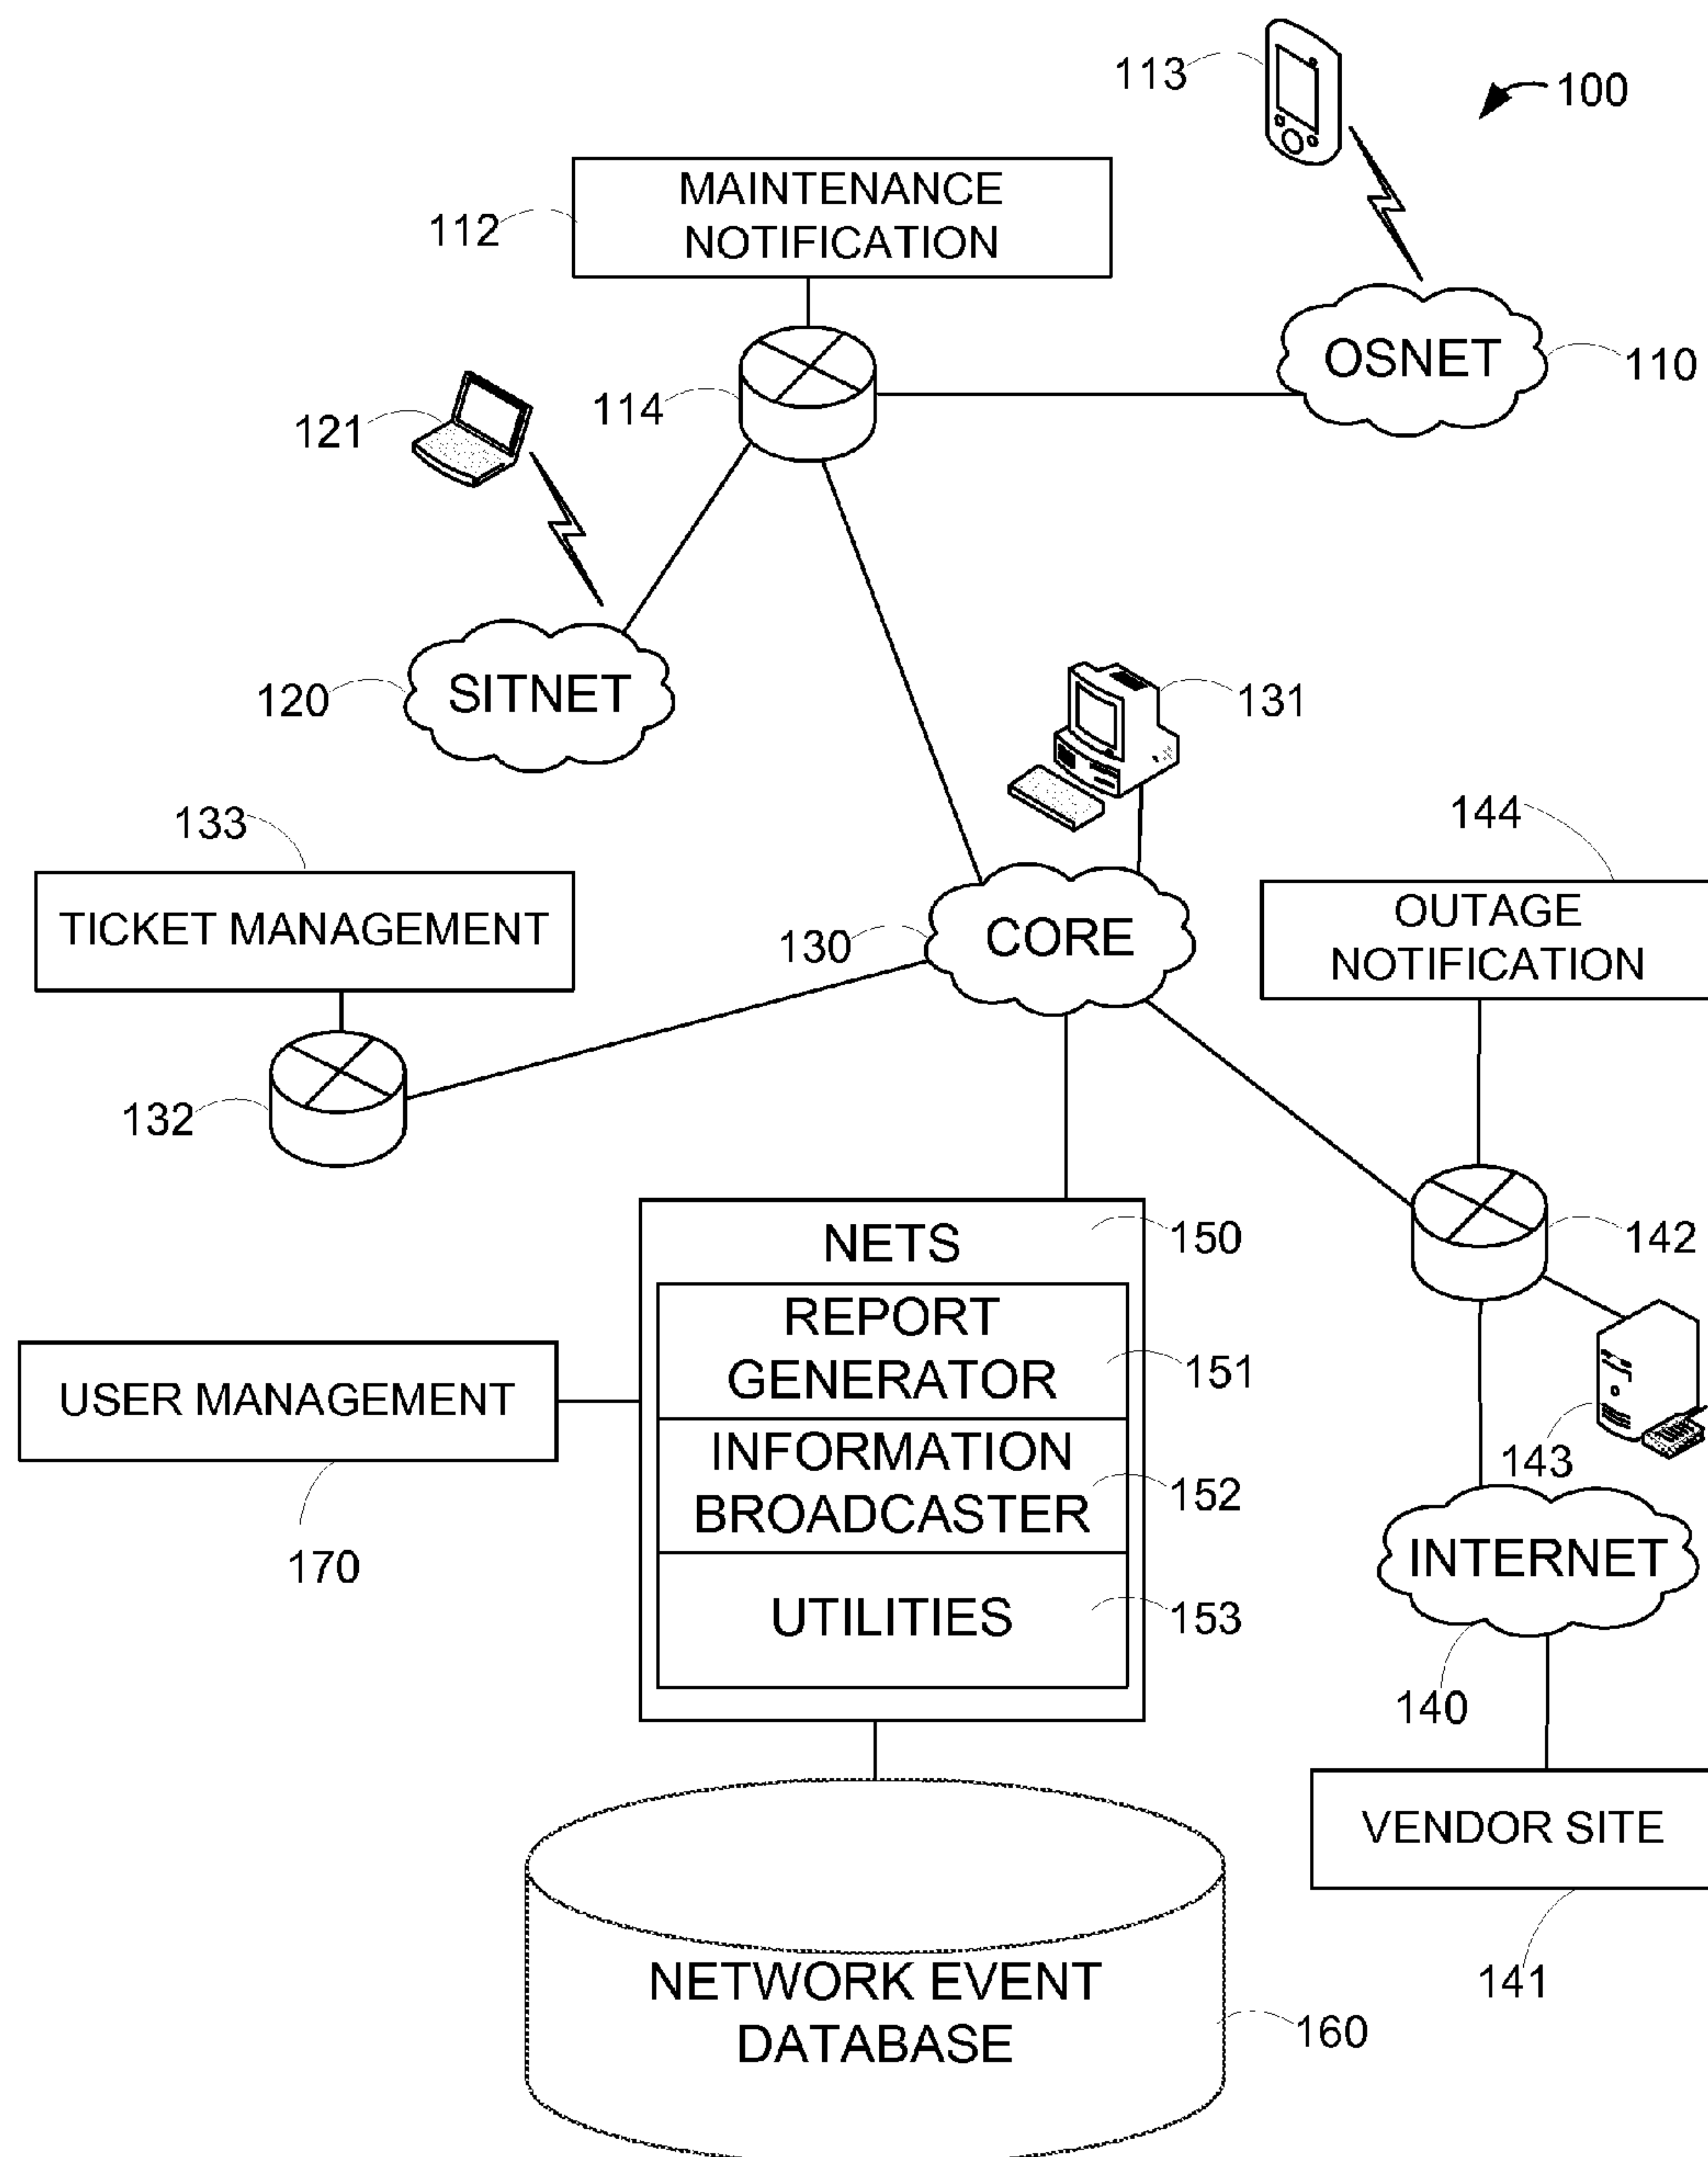 113
100
MAINTENANCE
NOTIFICATION
112
OSNET
110
114
121
SITNET
120
131
133
144
TICKET MANAGEMENT
CORE
130
OUTAGE
NOTIFICATION
132
NETS
150
142
REPORT
GENERATOR
151
USER MANAGEMENT
INFORMATION
BROADCASTER
152
143
170
INTERNET
UTILITIES
153
140
VENDOR SITE
141
NETWORK EVENT
DATABASE
160